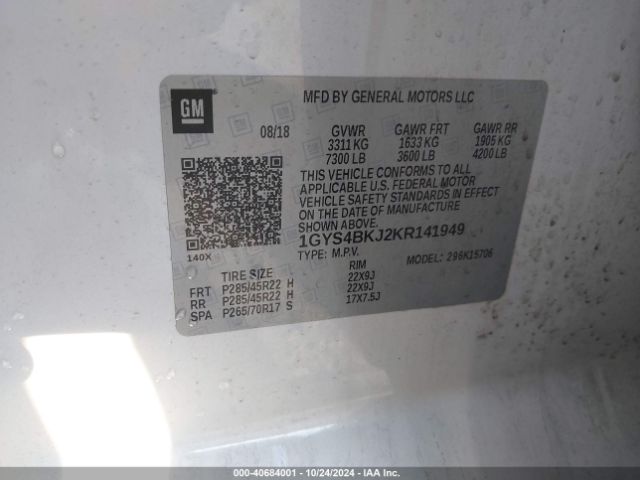 GM
MFD BY GENERAL MOTORS LLC
08/18 GVWR GAWR FRT GAWR RR
3311 KG 1633 KG 1905 KG
7300 LB 3600 LB 4200 LB
THIS VEHICLE CONFORMS TO ALL
APPLICABLE U.S. FEDERAL MOTOR
VEHICLE SAFETY STANDARDS IN EFFECT
ON THE DATE OF MANUFACTURE
SHOWN ABOVE.
1GYS4BKJ2KR141949
140X TYPE: M.P.V. MODEL: 296K15706
TIRE SIZE RIM
FRT P285/45R22 H 22X9J
RR P285/45R22 H 22X9J
SPA P265/70R17 S 17X7.5J
000-40684001 - 10/24/2024 - IAA Inc.